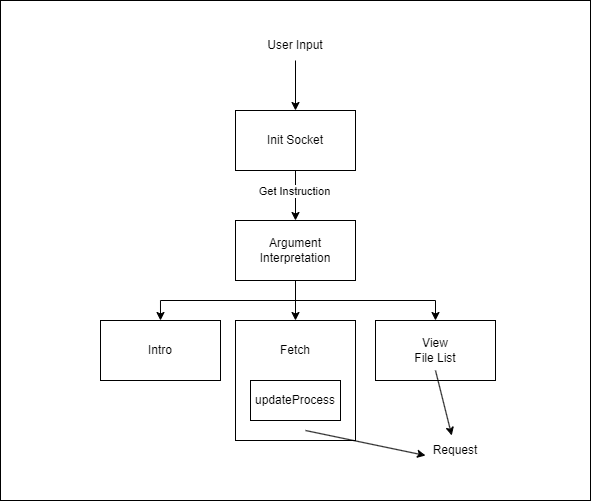 User Input
Init Socket
Get Instruction
Argument
Interpretation
Intro
Fetch
View
File List
updateProcess
Request